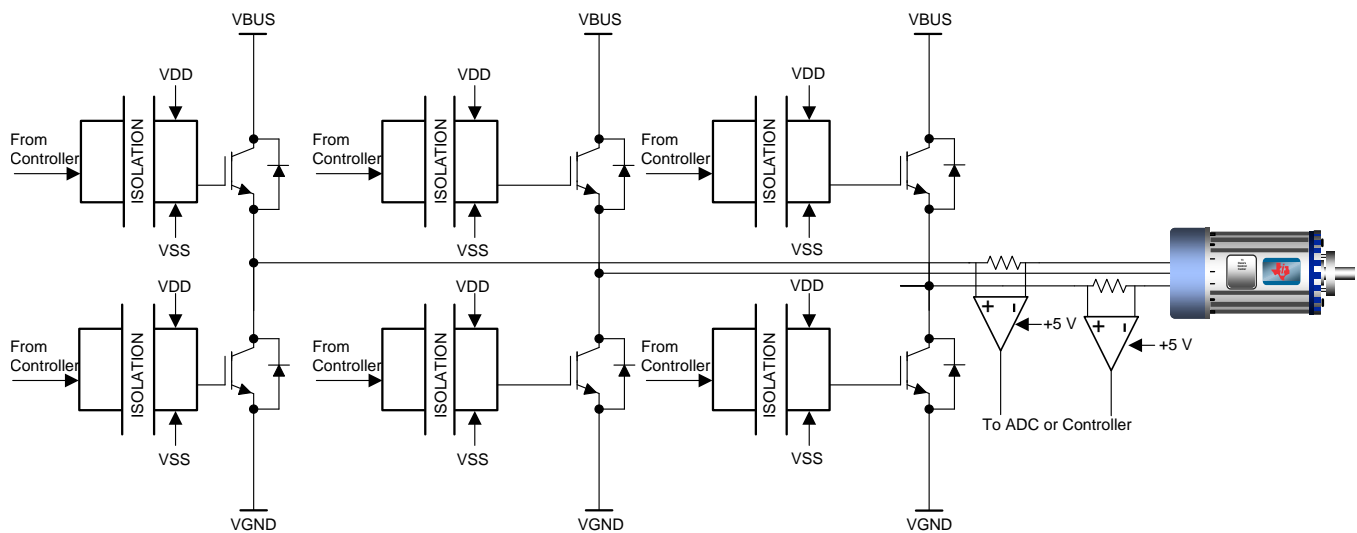 VBUS
VBUS
VBUS
VDD
VDD
VDD
From
Controller
ISOLATION
From
Controller
ISOLATION
From
Controller
ISOLATION
VSS
VSS
VSS
VDD
VDD
VDD
From
Controller
ISOLATION
From
Controller
ISOLATION
From
Controller
ISOLATION
+ -
+5 V
+ -
+5 V
To ADC or Controller
VSS
VSS
VSS
VGND
VGND
VGND